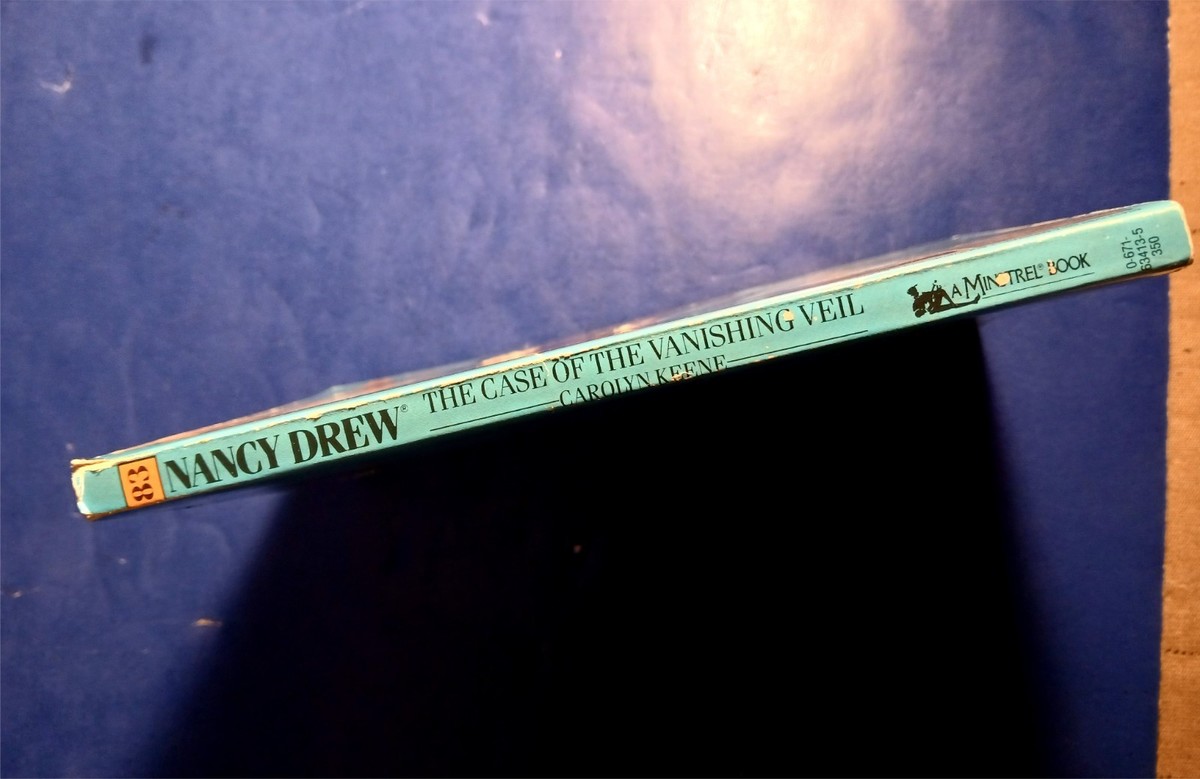 83
NANCY DREW®
THE CASE OF THE VANISHING VEIL
CAROLYN KEENE
A MINSTREL® BOOK
0-671-
63413-5
350